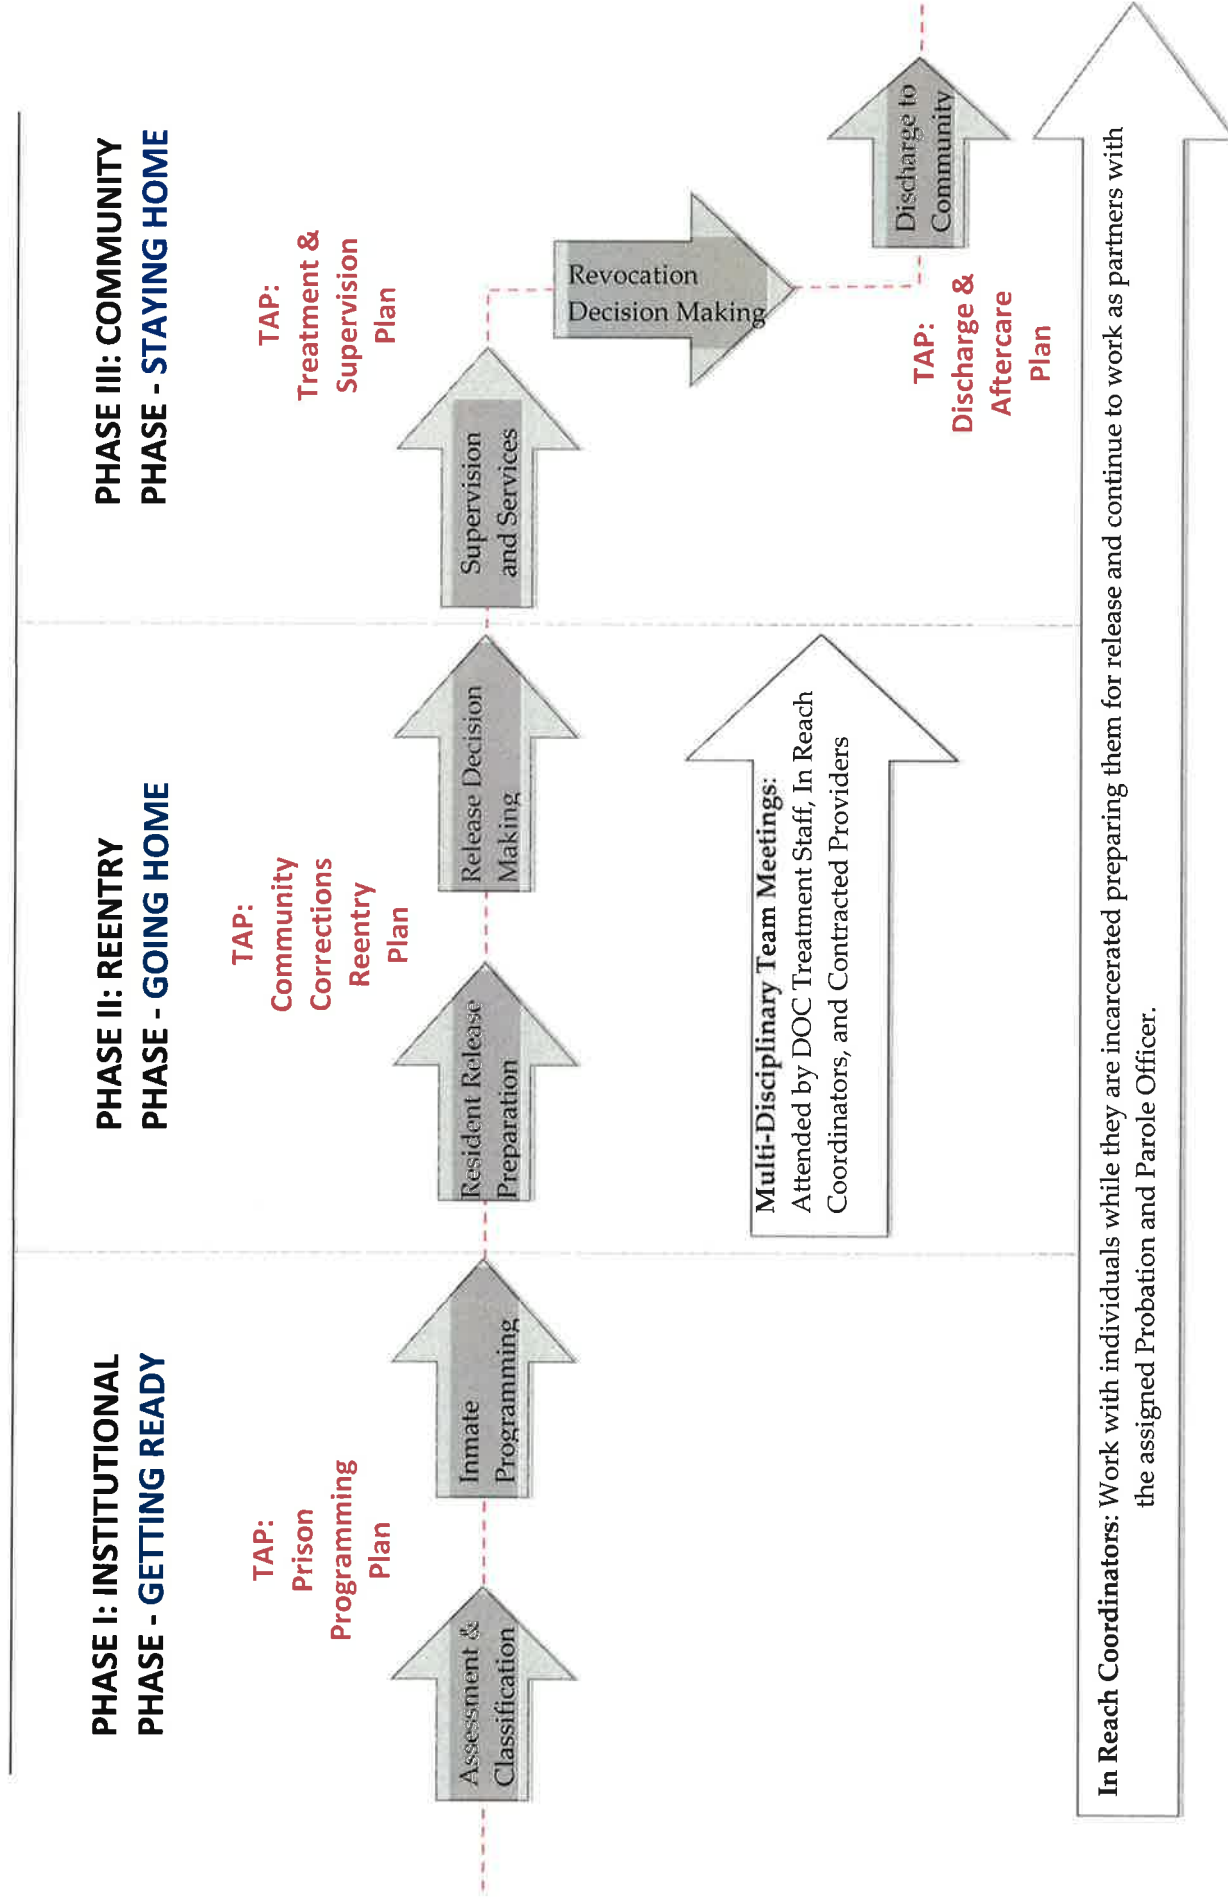 PHASE I: INSTITUTIONAL
PHASE - GETTING READY
PHASE II: REENTRY
PHASE - GOING HOME
PHASE III: COMMUNITY
PHASE - STAYING HOME
TAP:
Prison
Programming
Plan
TAP:
Community
Corrections
Reentry
Plan
TAP:
Treatment &
Supervision
Plan
Assessment &
Classification
Inmate
Programming
Resident Release
Preparation
Release Decision
Making
Supervision
and Services
Revocation
Decision Making
Multi-Disciplinary Team Meetings:
Attended by DOC Treatment Staff, In Reach
Coordinators, and Contracted Providers
Discharge to
Community
TAP:
Discharge &
Aftercare
Plan
In Reach Coordinators: Work with individuals while they are incarcerated preparing them for release and continue to work as partners with
the assigned Probation and Parole Officer.